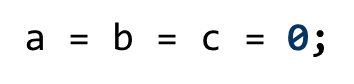 a = b = c = 0;